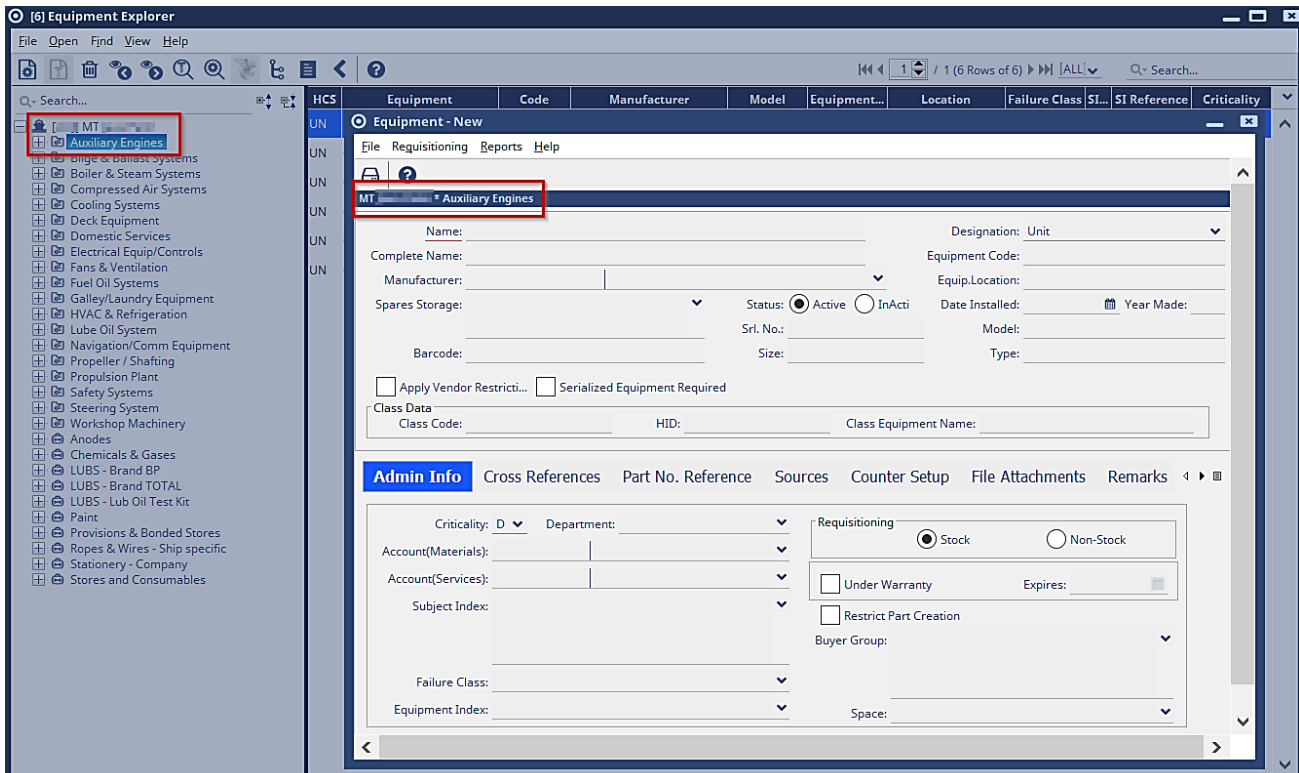 [6] Equipment Explorer
File Open Find View Help
1 / 1 (6 Rows of 6) [ALL] Search...
Search...
HCS Equipment Code Manufacturer Model Equipment... Location Failure Class SI... SI Reference Criticality
[ ] MT
Auxiliary Engines
Bilge & Ballast Systems
Boiler & Steam Systems
Compressed Air Systems
Cooling Systems
Deck Equipment
Domestic Services
Electrical Equip/Controls
Fans & Ventilation
Fuel Oil Systems
Galley/Laundry Equipment
HVAC & Refrigeration
Lube Oil System
Navigation/Comm Equipment
Propeller / Shafting
Propulsion Plant
Safety Systems
Steering System
Workshop Machinery
Anodes
Chemicals & Gases
LUBS - Brand BP
LUBS - Brand TOTAL
LUBS - Lub Oil Test Kit
Paint
Provisions & Bonded Stores
Ropes & Wires - Ship specific
Stationery - Company
Stores and Consumables
UN
UN
UN
UN
UN
UN
Equipment - New
File Requisitioning Reports Help
MT * Auxiliary Engines
Name: Designation: Unit
Complete Name: Equipment Code:
Manufacturer: Equip.Location:
Spares Storage: Status: Active InActi Date Installed: Year Made:
Srl. No.: Model:
Barcode: Size: Type:
Apply Vendor Restricti... Serialized Equipment Required
Class Data
Class Code: HID: Class Equipment Name:
Admin Info Cross References Part No. Reference Sources Counter Setup File Attachments Remarks
Criticality: D Department: Requisitioning
Stock Non-Stock
Account(Materials):
Account(Services): Under Warranty Expires:
Subject Index: Restrict Part Creation
Buyer Group:
Failure Class:
Equipment Index: Space: